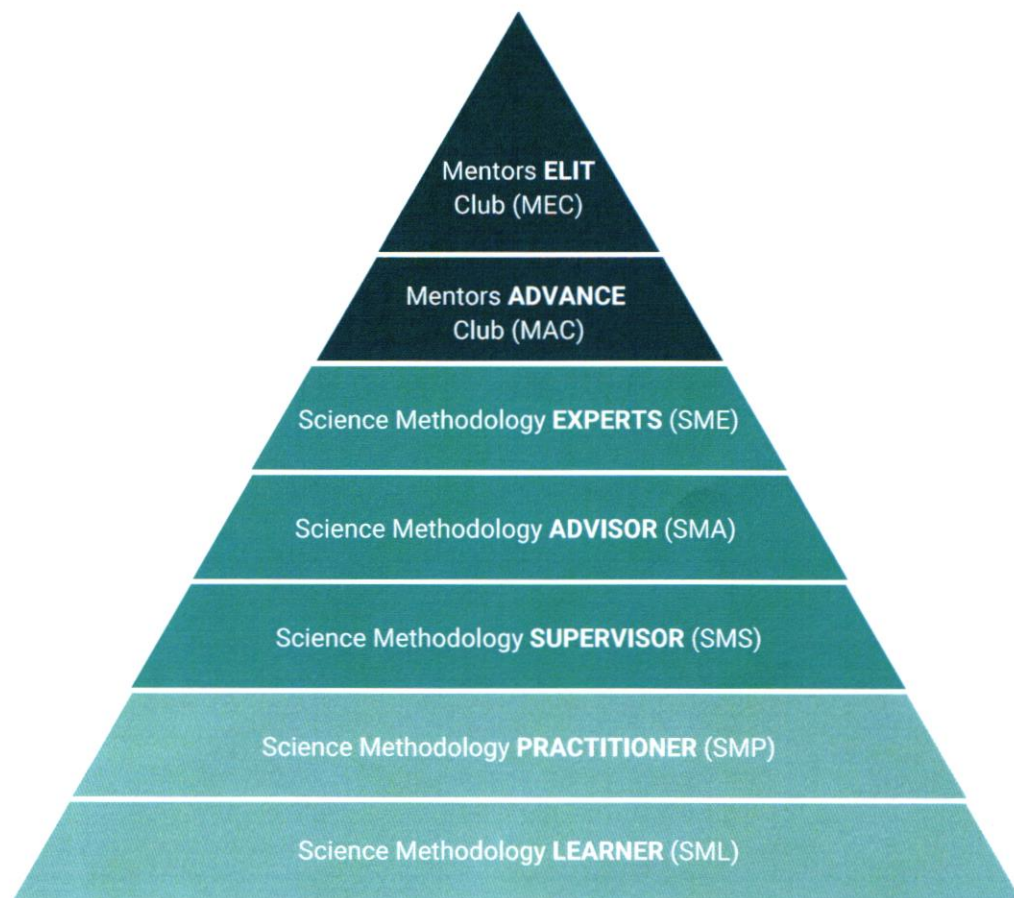 Mentors ELIT
Club (MEC)
Mentors ADVANCE
Club (MAC)
Science Methodology EXPERTS (SME)
Science Methodology ADVISOR (SMA)
Science Methodology SUPERVISOR (SMS)
Science Methodology PRACTITIONER (SMP)
Science Methodology LEARNER (SML)